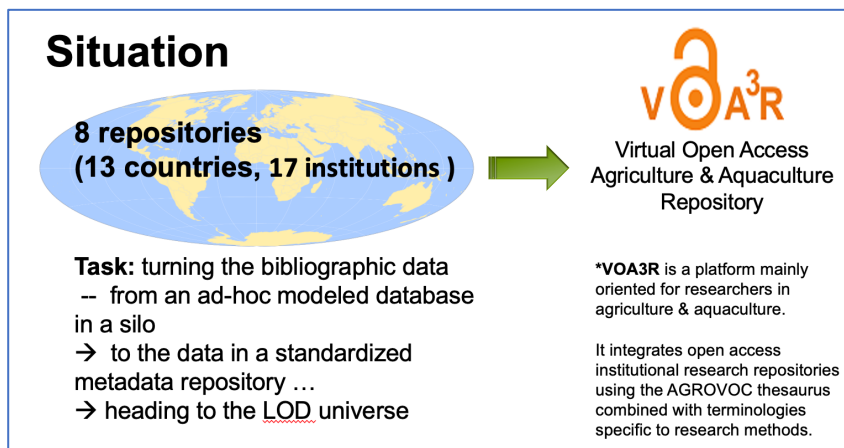 Situation
8 repositories
(13 countries, 17 institutions )
Task: turning the bibliographic data
-- from an ad-hoc modeled database
in a silo
→ to the data in a standardized
metadata repository …
→ heading to the LOD universe
VOA3R
Virtual Open Access
Agriculture & Aquaculture
Repository
*VOA3R is a platform mainly
oriented for researchers in
agriculture & aquaculture.
It integrates open access
institutional research repositories
using the AGROVOC thesaurus
combined with terminologies
specific to research methods.